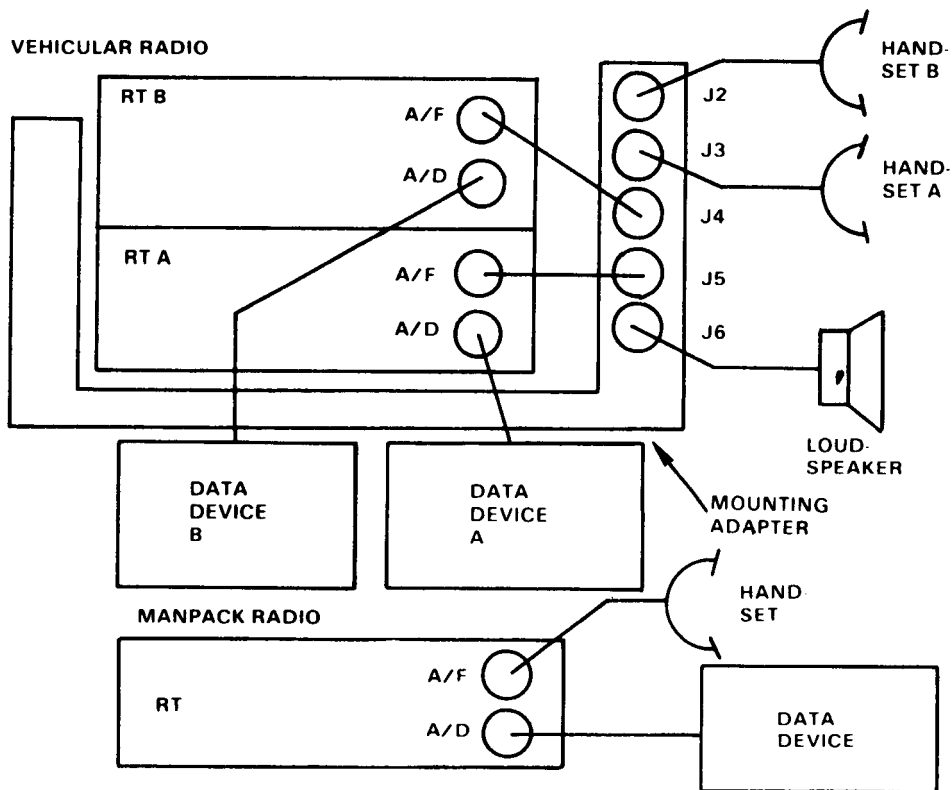 VEHICULAR RADIO
RT B
A/F
A/D
RT A
A/F
A/D
J2
J3
J4
J5
J6
HAND-
SET B
HAND-
SET A
LOUD-
SPEAKER
DATA
DEVICE
B
DATA
DEVICE
A
MOUNTING
ADAPTER
MANPACK RADIO
RT
A/F
A/D
HAND-
SET
DATA
DEVICE